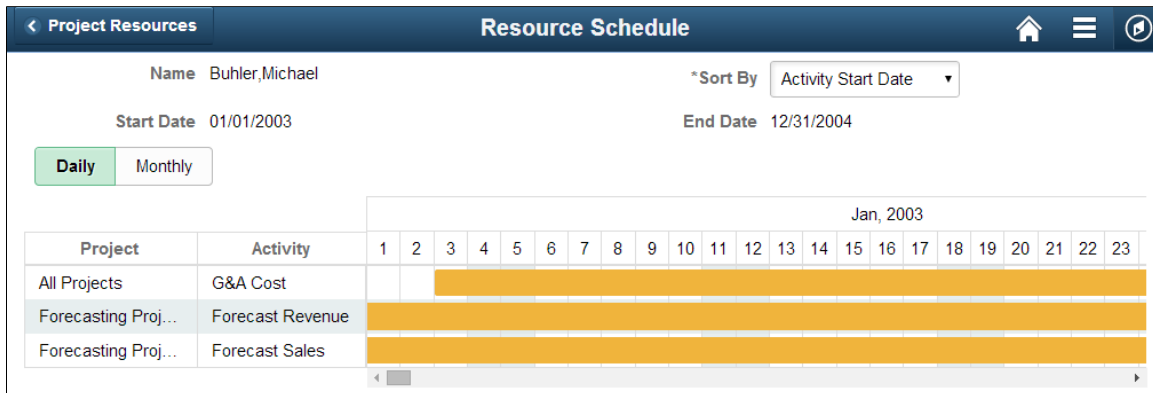 Project Resources Resource Schedule
Name Buhler,Michael *Sort By Activity Start Date
Start Date 01/01/2003 End Date 12/31/2004
Daily Monthly
Jan, 2003
Project Activity 1 2 3 4 5 6 7 8 9 10 11 12 13 14 15 16 17 18 19 20 21 22 23
All Projects G&A Cost
Forecasting Proj... Forecast Revenue
Forecasting Proj... Forecast Sales